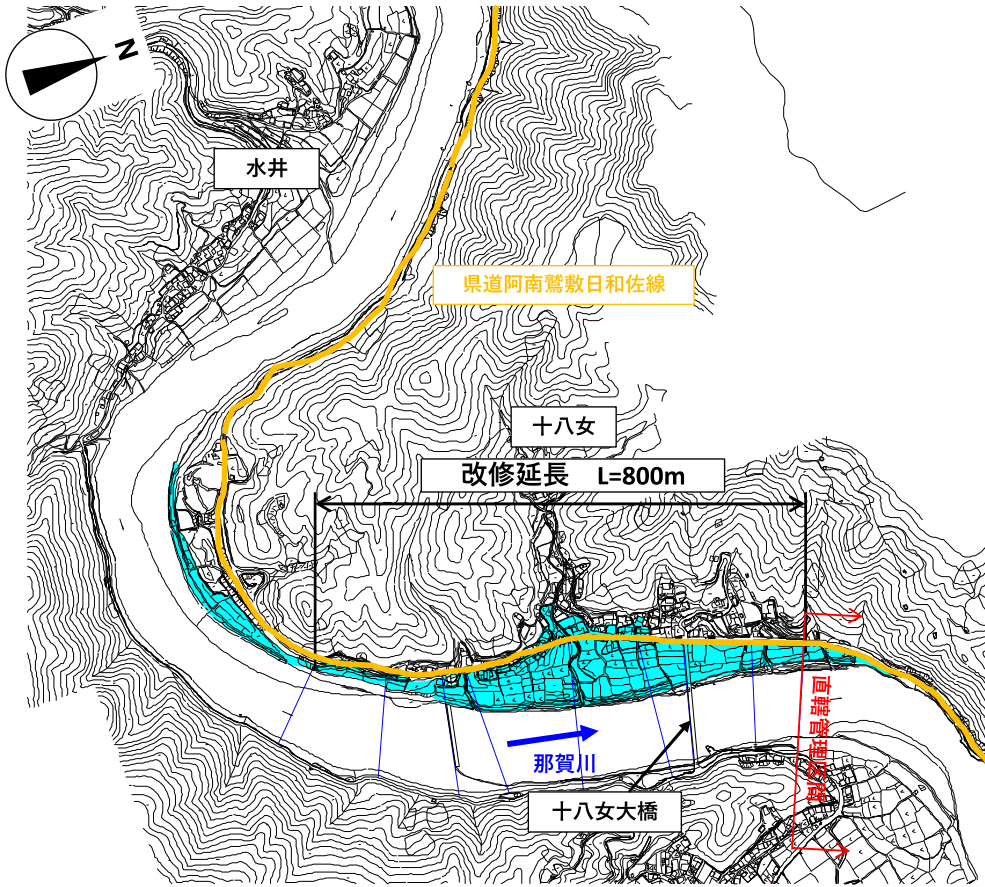 N
水井
県道阿南鷲敷日和佐線
十八女
改修延長 L=800m
直轄管理区間
那賀川
十八女大橋